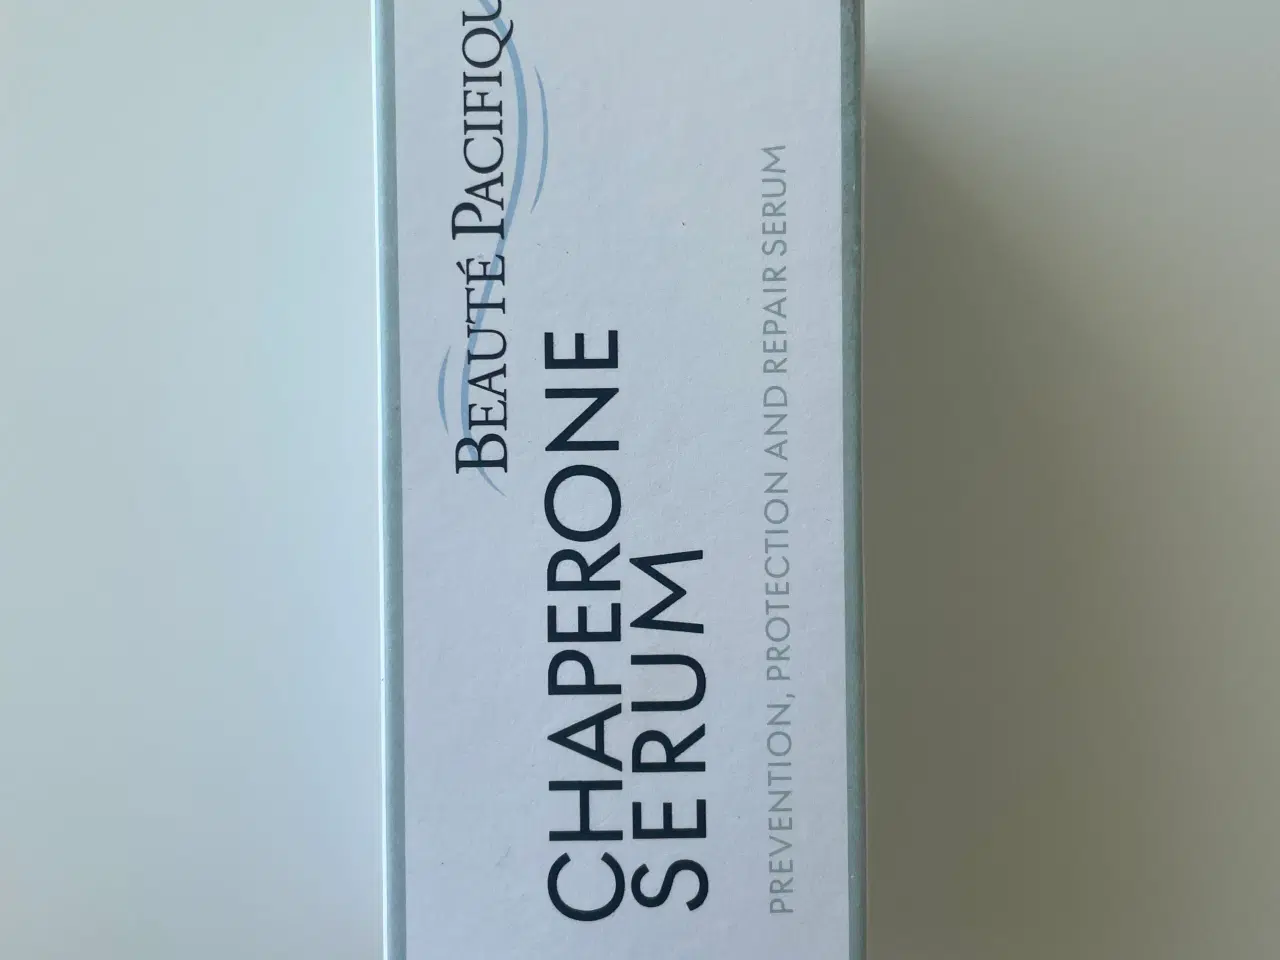 BEAUTÉ PACIFIQU
CHAPERONE
SERUM
PREVENTION, PROTECTION AND REPAIR SERUM